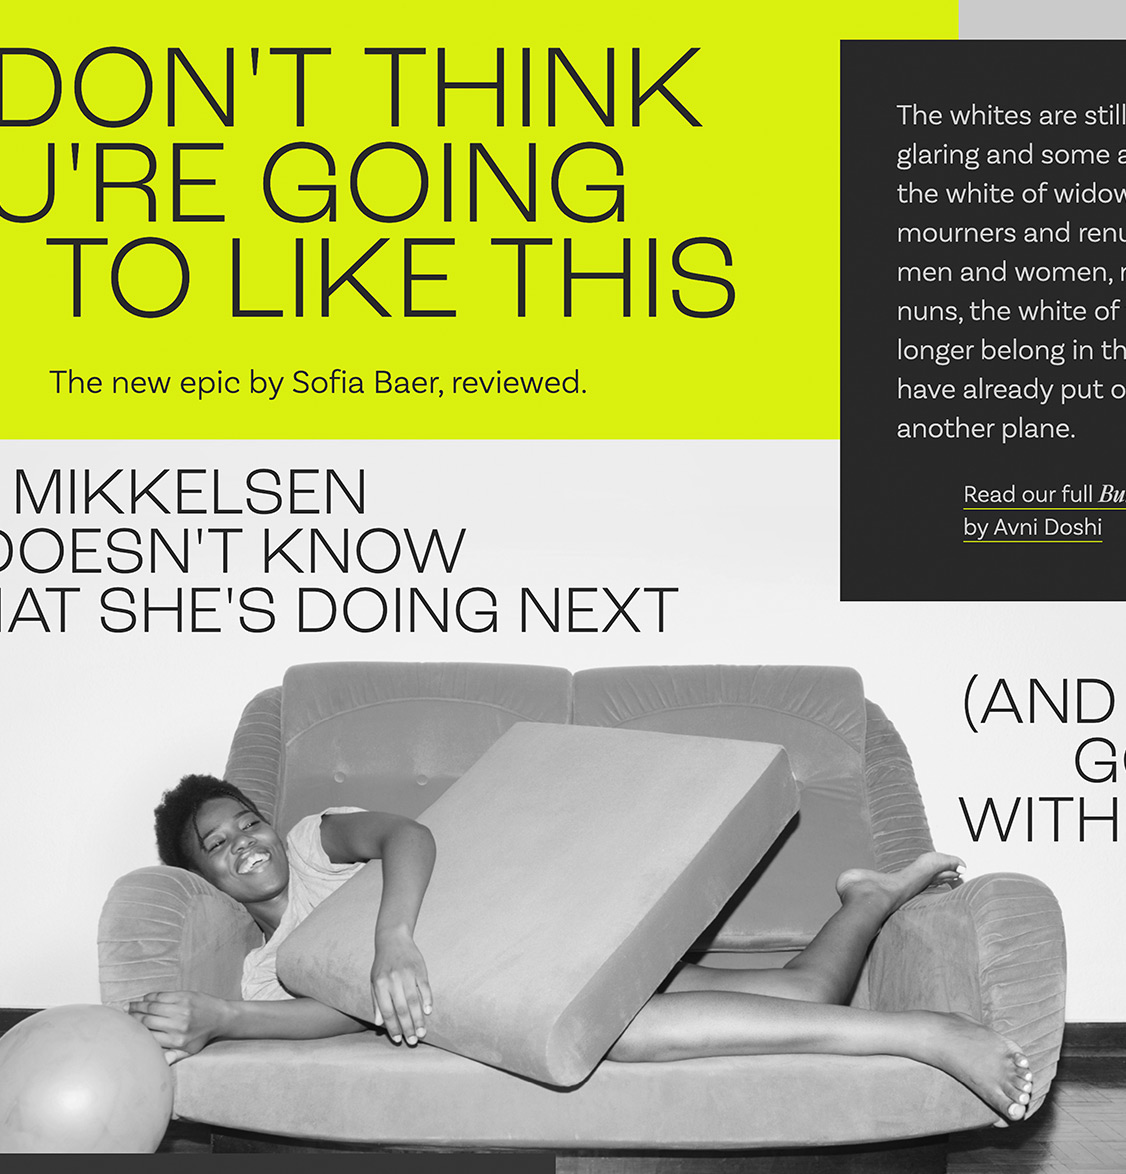 DON'T THINK
U'RE GOING
TO LIKE THIS
The new epic by Sofia Baer, reviewed.
The whites are still
glaring and some a
the white of widow
mourners and renu
men and women,
nuns, the white of
longer belong in th
have already put o
another plane.
Read our full Bu
by Avni Doshi
MIKKELSEN
DOESN'T KNOW
HAT SHE'S DOING NEXT
(AND
GO
WITH